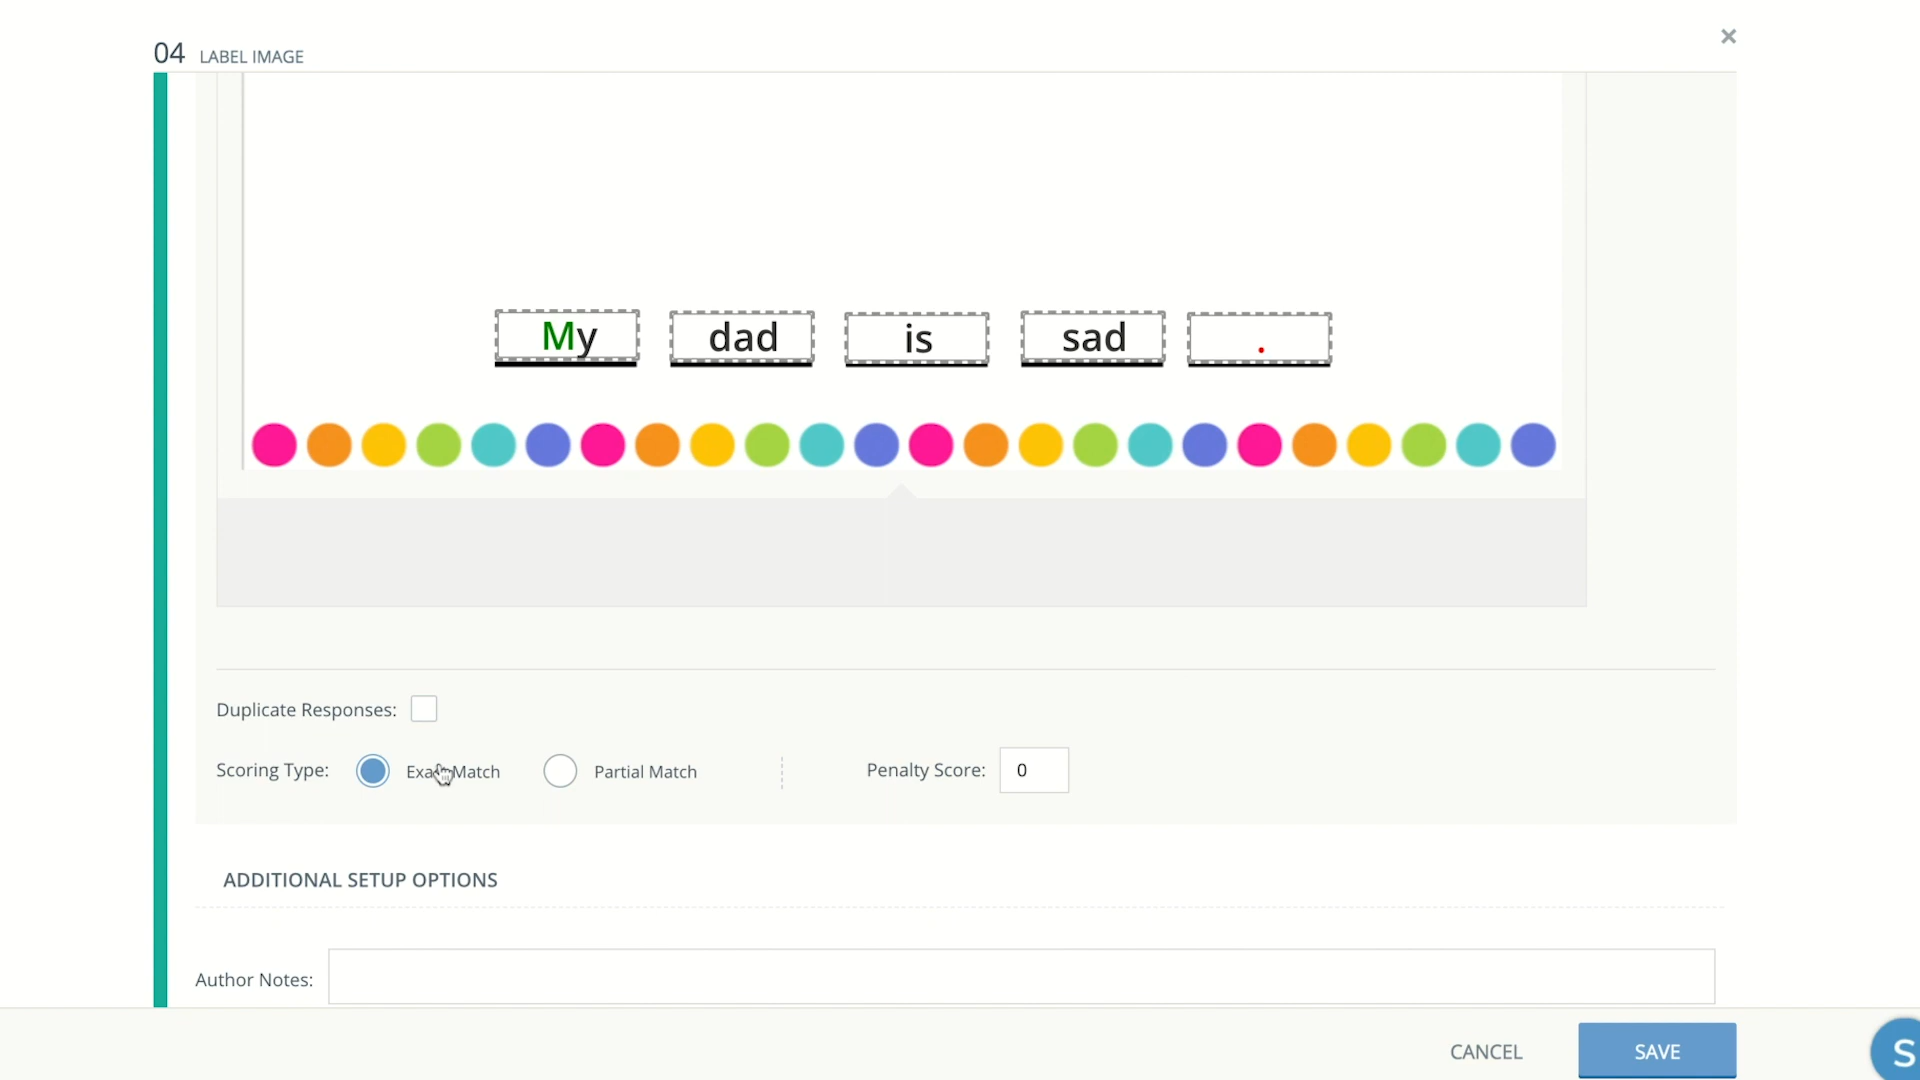 04 LABEL IMAGE
My dad is sad .
Duplicate Responses:
Scoring Type: Exact Match Partial Match Penalty Score: 0
ADDITIONAL SETUP OPTIONS
Author Notes:
CANCEL SAVE S